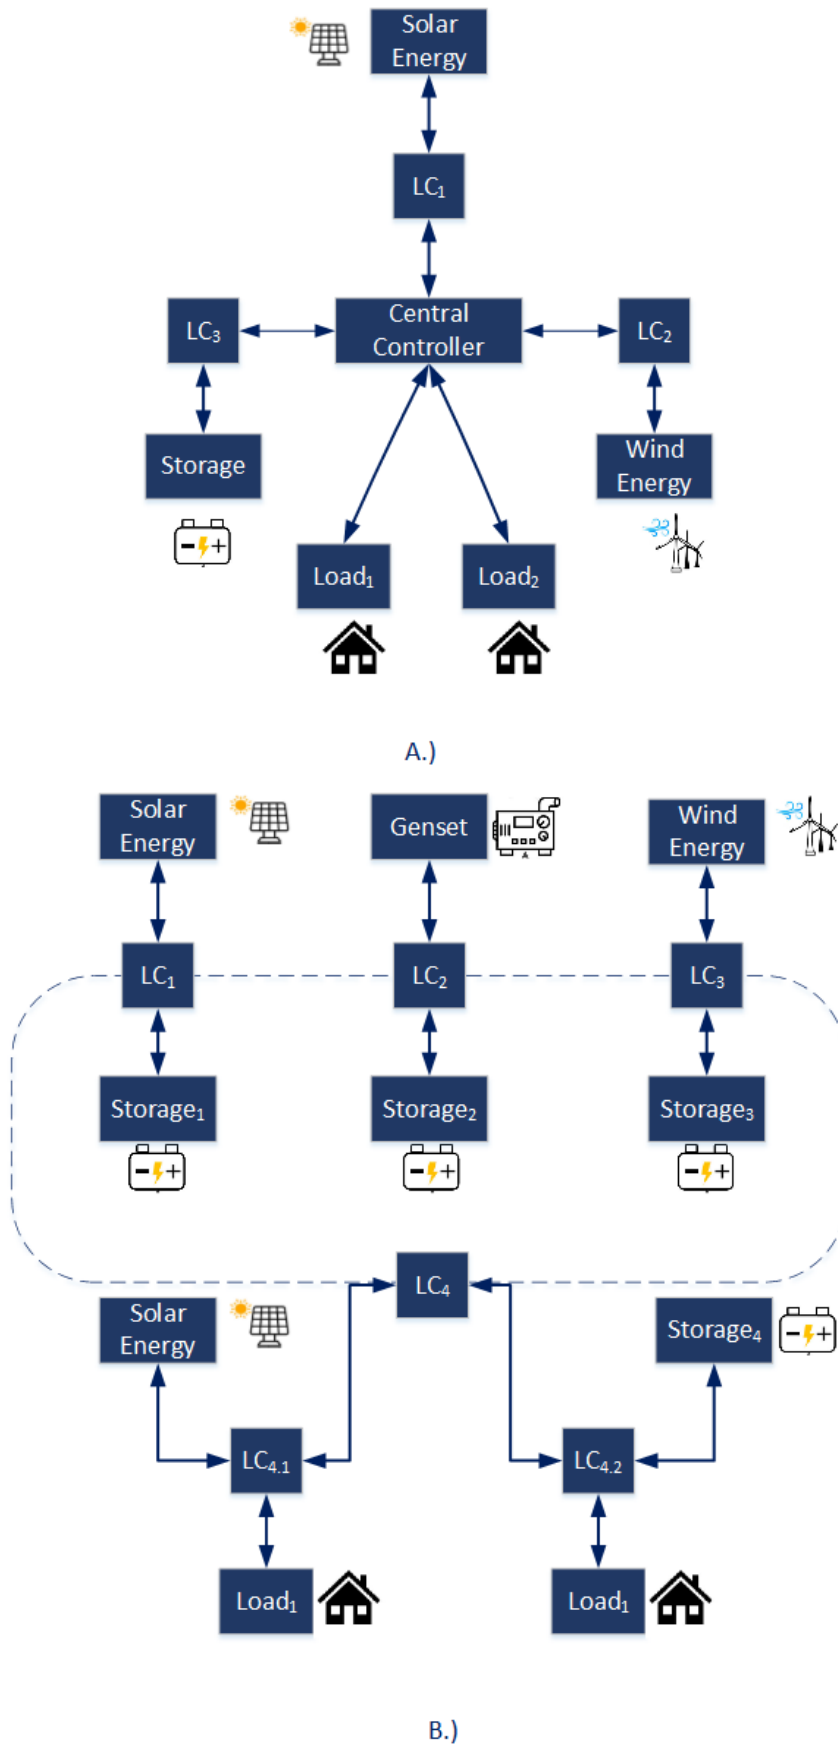 Solar
Energy
LC₁
LC₃
Central
Controller
LC₂
Storage
Wind
Energy
Load₁
Load₂
A.)
Solar
Energy
Genset
Wind
Energy
LC₁
LC₂
LC₃
Storage₁
Storage₂
Storage₃
LC₄
Solar
Energy
Storage₄
LC₄.₁
LC₄.₂
Load₁
Load₁
B.)